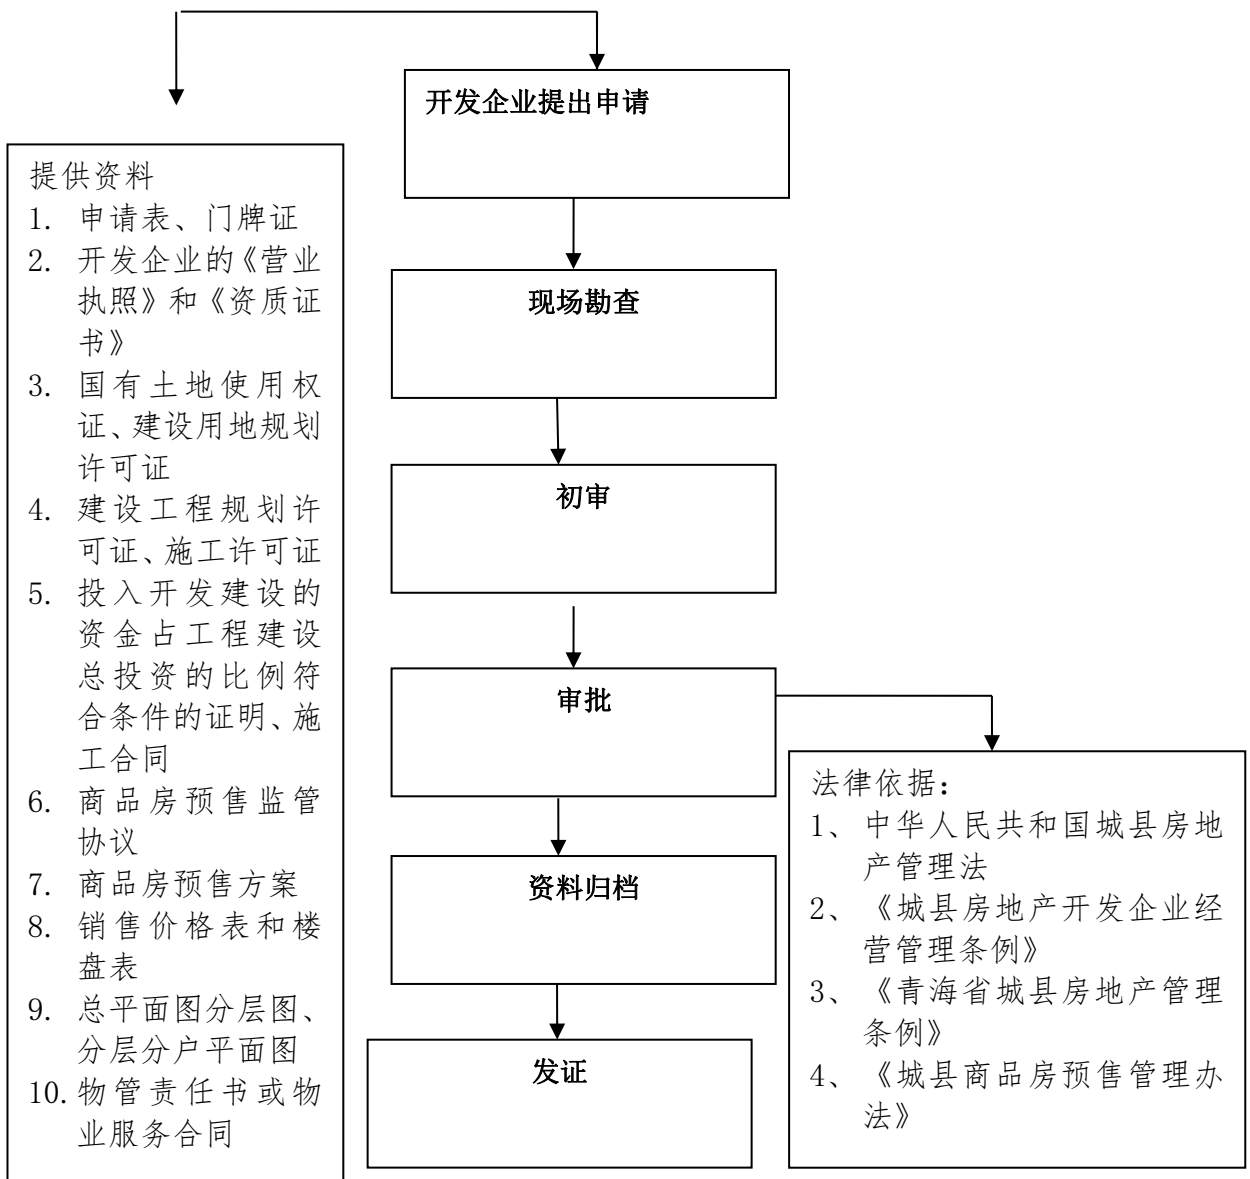 开发企业提出申请
提供资料
1. 申请表、门牌证
2. 开发企业的《营业
执照》和《资质证
书》
3. 国有土地使用权
证、建设用地规划
许可证
4. 建设工程规划许
可证、施工许可证
5. 投入开发建设的
资金占工程建设
总投资的比例符
合条件的证明、施
工合同
6. 商品房预售监管
协议
7. 商品房预售方案
8. 销售价格表和楼
盘表
9. 总平面图分层图、
分层分户平面图
10. 物管责任书或物
业服务合同
现场勘查
初审
审批
资料归档
发证
法律依据：
1、 中华人民共和国城县房地
产管理法
2、 《城县房地产开发企业经
营管理条例》
3、 《青海省城县房地产管理
条例》
4、 《城县商品房预售管理办
法》